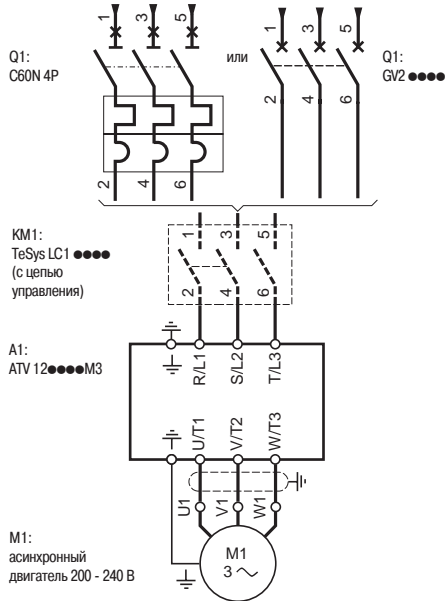 1 3 5
1 3 5
Q1:
C60N 4P
или
Q1:
GV2 ●●●●
2 4 6
2 4 6
KM1:
TeSys LC1 ●●●●
(с цепью
управления)
1 3 5
2 4 6
A1:
ATV 12●●●●M3
R/L1 S/L2 T/L3
U/T1 V/T2 W/T3
U1 V1 W1
M1:
асинхронный
двигатель 200 - 240 В
M1
3 ~